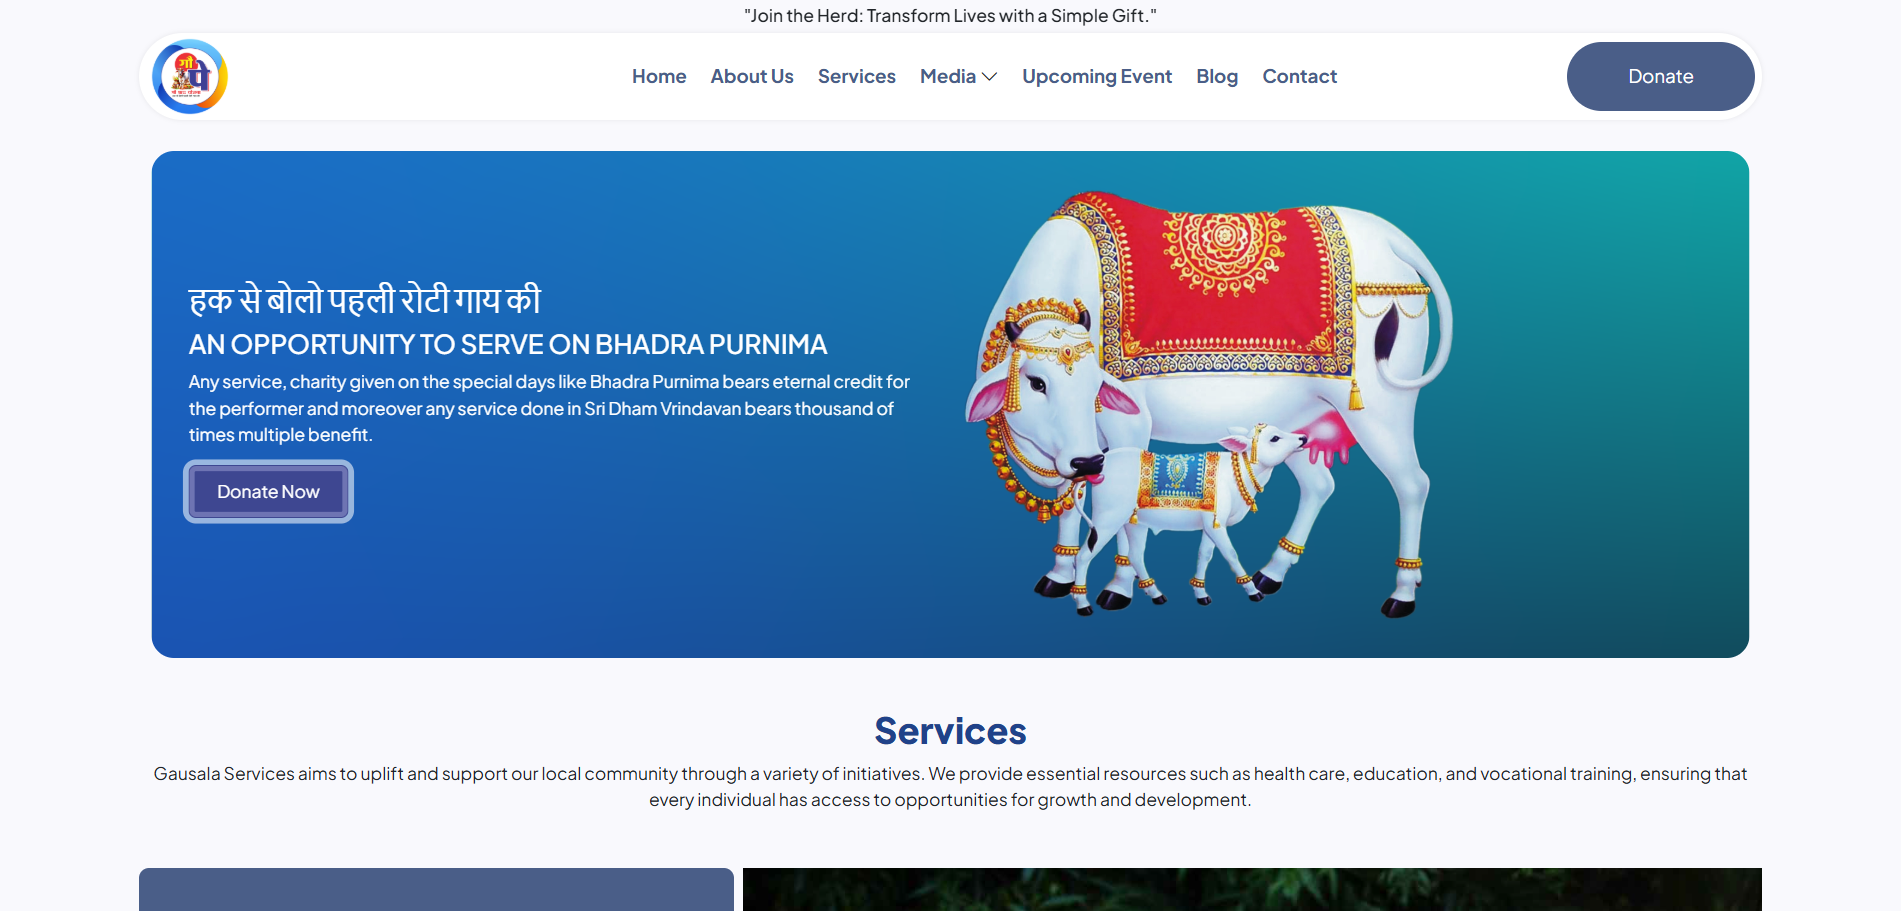 "Join the Herd: Transform Lives with a Simple Gift."
गौ
पे
Home About Us Services Media Upcoming Event Blog Contact
Donate
हक से बोलो पहली रोटी गाय की
AN OPPORTUNITY TO SERVE ON BHADRA PURNIMA
Any service, charity given on the special days like Bhadra Purnima bears eternal credit for
the performer and moreover any service done in Sri Dham Vrindavan bears thousand of
times multiple benefit.
Donate Now
Services
Gausala Services aims to uplift and support our local community through a variety of initiatives. We provide essential resources such as health care, education, and vocational training, ensuring that
every individual has access to opportunities for growth and development.